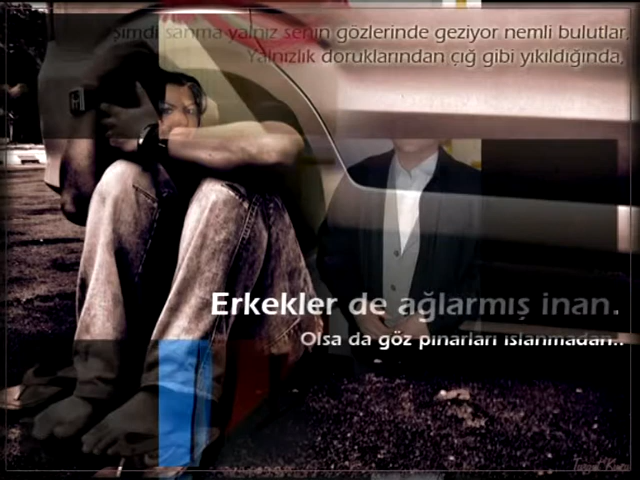 Şimdi sanma yalnız senin gözlerinde geziyor nemli bulutlar,
Yalnızlık doruklarından çığ gibi yıkıldığında,
Erkekler de ağlarmış inan.
Olsa da göz pınarları ıslanmadan..